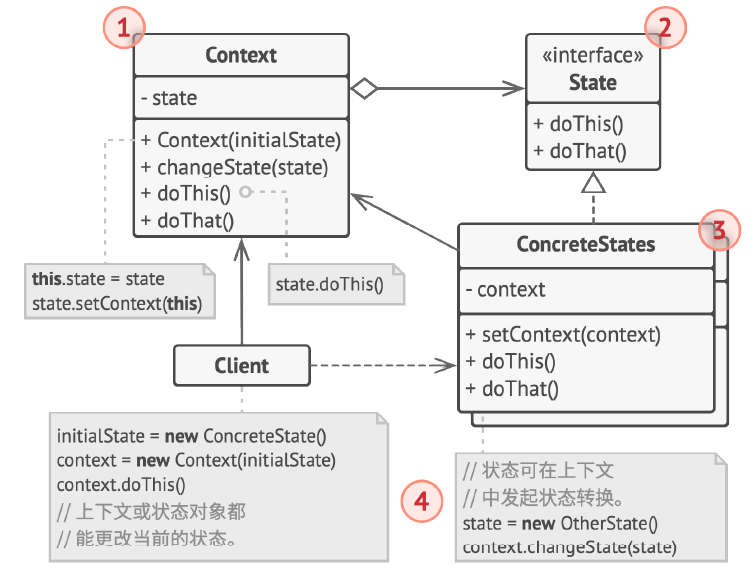 1
Context
- state
+ Context(initialState)
+ changeState(state)
+ doThis()
+ doThat()
2
«interface»
State
+ doThis()
+ doThat()
this.state = state
state.setContext(this)
state.doThis()
3
ConcreteStates
- context
+ setContext(context)
+ doThis()
+ doThat()
Client
initialState = new ConcreteState()
context = new Context(initialState)
context.doThis()
// 上下文或状态对象都
// 能更改当前的状态。
4
// 状态可在上下文
// 中发起状态转换。
state = new OtherState()
context.changeState(state)